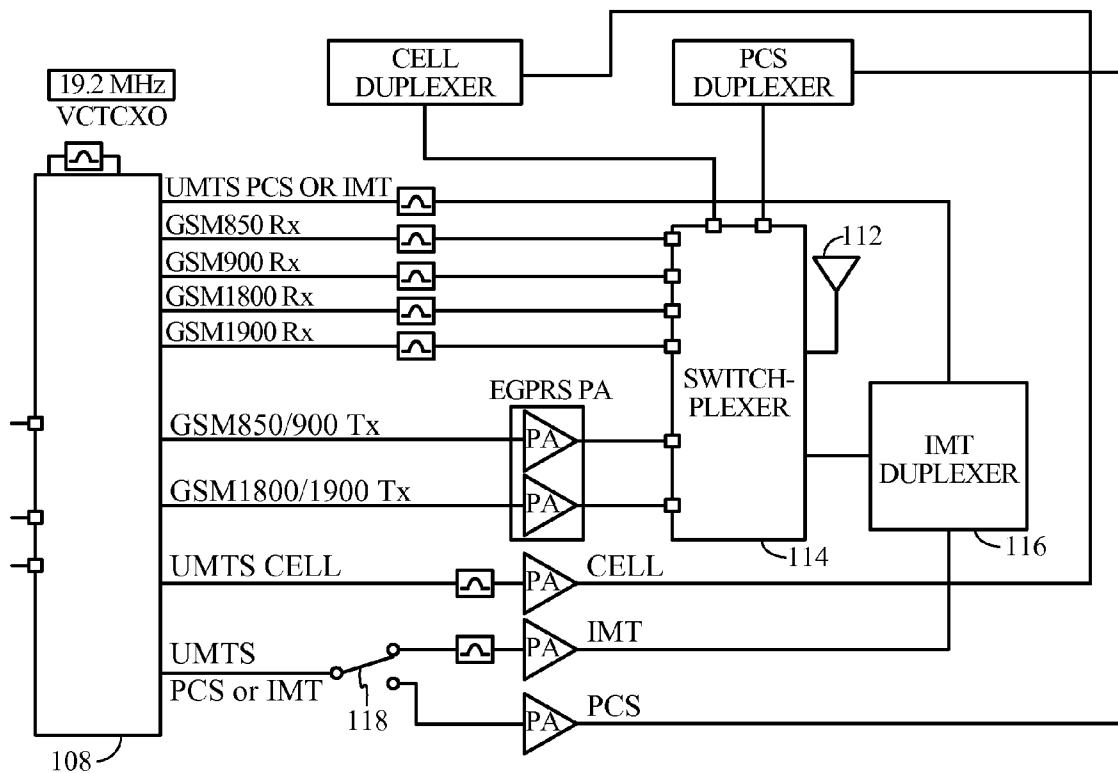 CELL
DUPLEXER
PCS
DUPLEXER
19.2 MHz
VCTCXO
UMTS PCS OR IMT
GSM850 Rx
GSM900 Rx
GSM1800 Rx
GSM1900 Rx
112
SWITCH-
PLEXER
EGPRS PA
GSM850/900 Tx
PA
IMT
DUPLEXER
GSM1800/1900 Tx
PA
114
116
UMTS CELL
PA
CELL
UMTS
PCS or IMT
118
PA
IMT
PA
PCS
108